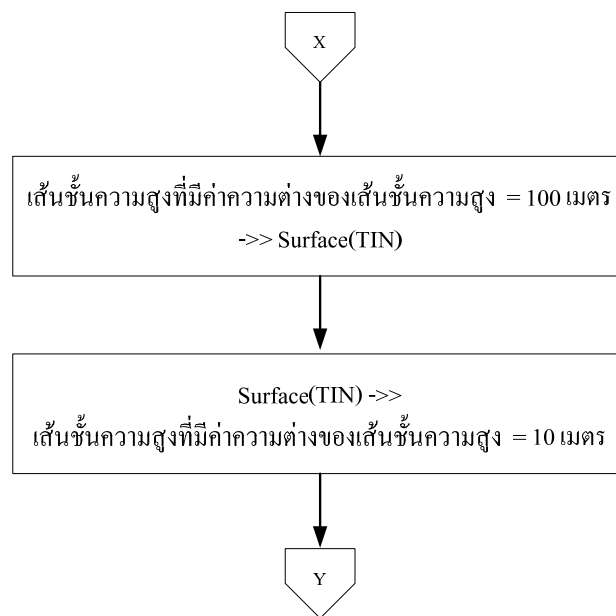 X
เส้นชั้นความสูงที่มีค่าความต่างของเส้นชั้นความสูง = 100 เมตร
->> Surface(TIN)
Surface(TIN) ->>
เส้นชั้นความสูงที่มีค่าความต่างของเส้นชั้นความสูง = 10 เมตร
Y